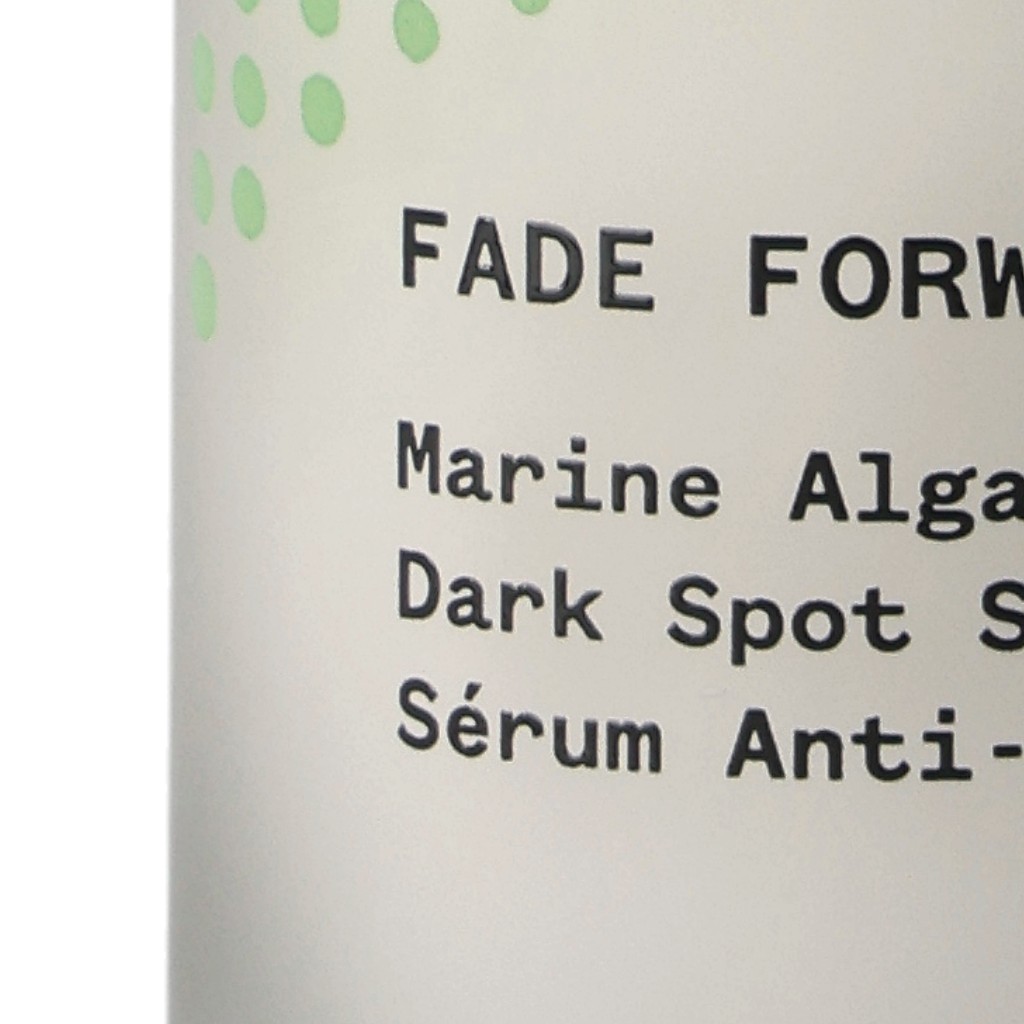 FADE FORW
Marine Alga
Dark Spot S
Sérum Anti-